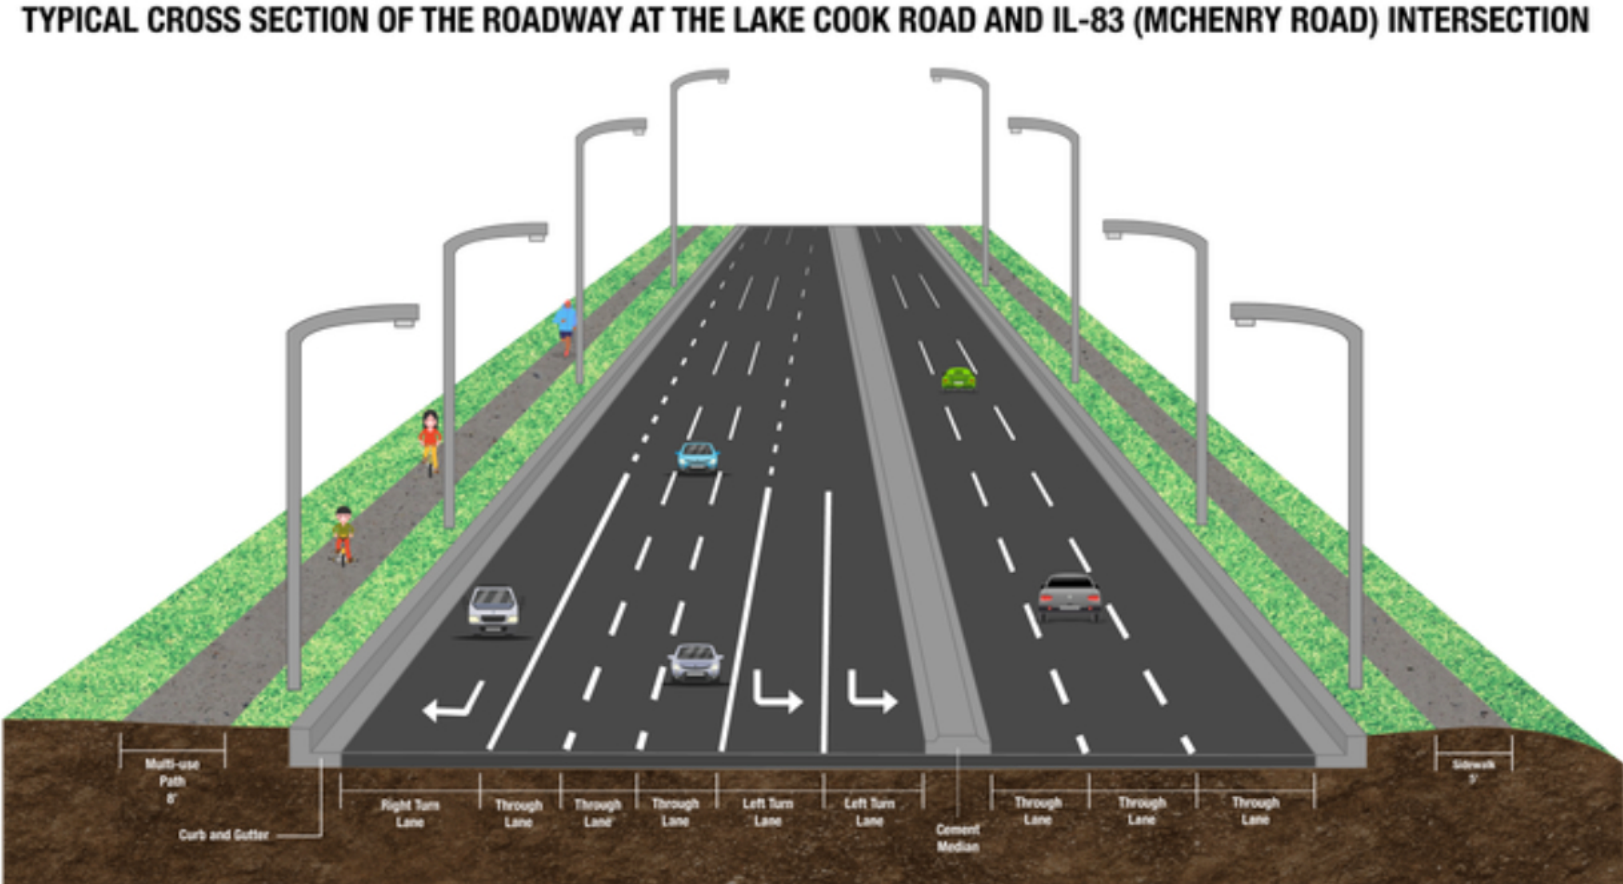 TYPICAL CROSS SECTION OF THE ROADWAY AT THE LAKE COOK ROAD AND IL-83 (MCHENRY ROAD) INTERSECTION
Multi-use
Path
8'
Curb and Gutter
Right Turn
Lane
Through
Lane
Through
Lane
Through
Lane
Left Turn
Lane
Left Turn
Lane
Cement
Median
Through
Lane
Through
Lane
Through
Lane
Sidewalk
5'